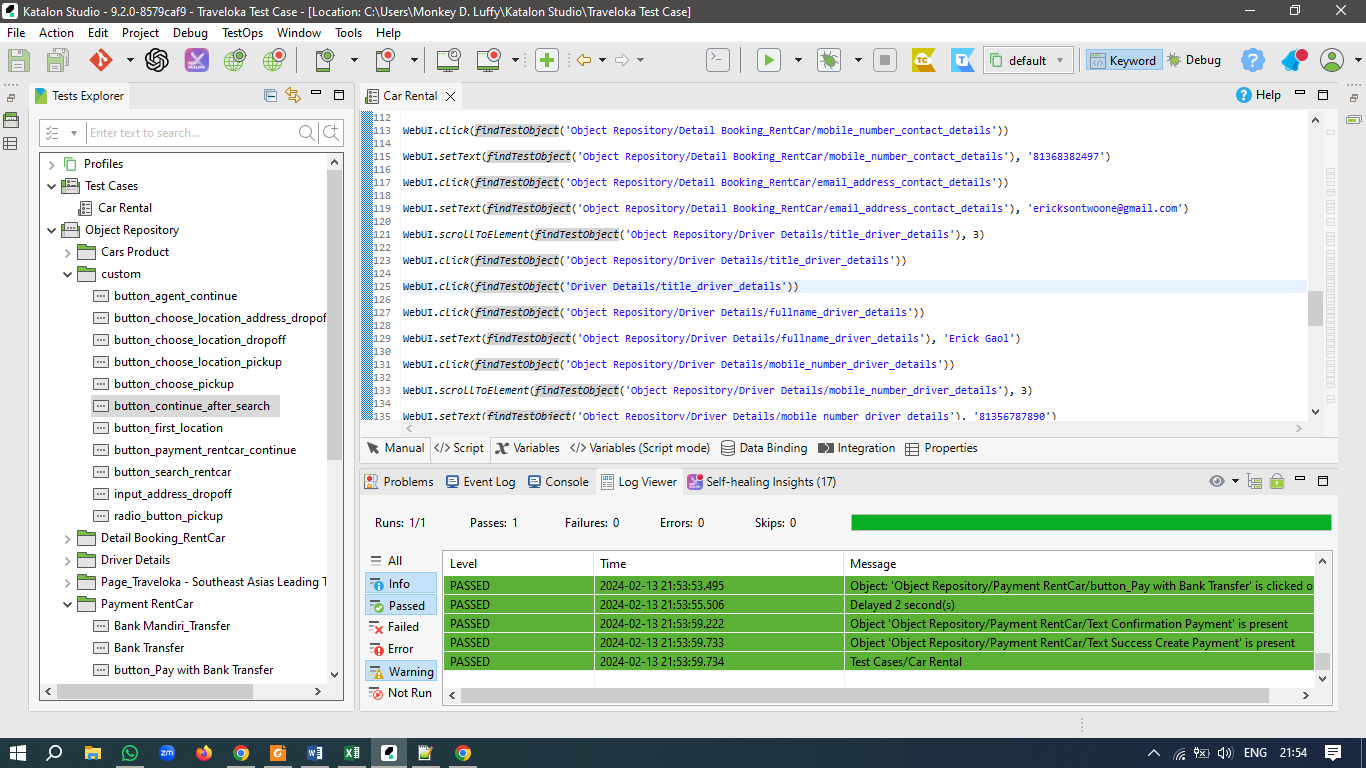 Katalon Studio - 9.2.0-8579caf9 - Traveloka Test Case - [Location: C:\Users\Monkey D. Luffy\Katalon Studio\Traveloka Test Case]
File Action Edit Project Debug TestOps Window Tools Help
default Keyword Debug
Tests Explorer
Enter text to search...
Profiles
Test Cases
Car Rental
Object Repository
Cars Product
custom
button_agent_continue
button_choose_location_address_dropoff
button_choose_location_dropoff
button_choose_location_pickup
button_choose_pickup
button_continue_after_search
button_first_location
button_payment_rentcar_continue
button_search_rentcar
input_address_dropoff
radio_button_pickup
Detail Booking_RentCar
Driver Details
Page_Traveloka - Southeast Asias Leading T
Payment RentCar
Bank Mandiri_Transfer
Bank Transfer
button_Pay with Bank Transfer
Car Rental
Help
112
113 WebUI.click(findTestObject('Object Repository/Detail Booking_RentCar/mobile_number_contact_details'))
114
115 WebUI.setText(findTestObject('Object Repository/Detail Booking_RentCar/mobile_number_contact_details'), '81368382497')
116
117 WebUI.click(findTestObject('Object Repository/Detail Booking_RentCar/email_address_contact_details'))
118
119 WebUI.setText(findTestObject('Object Repository/Detail Booking_RentCar/email_address_contact_details'), 'ericksontwoone@gmail.com')
120
121 WebUI.scrollToElement(findTestObject('Object Repository/Driver Details/title_driver_details'), 3)
122
123 WebUI.click(findTestObject('Object Repository/Driver Details/title_driver_details'))
124
125 WebUI.click(findTestObject('Driver Details/title_driver_details'))
126
127 WebUI.click(findTestObject('Object Repository/Driver Details/fullname_driver_details'))
128
129 WebUI.setText(findTestObject('Object Repository/Driver Details/fullname_driver_details'), 'Erick Gaol')
130
131 WebUI.click(findTestObject('Object Repository/Driver Details/mobile_number_driver_details'))
132
133 WebUI.scrollToElement(findTestObject('Object Repository/Driver Details/mobile_number_driver_details'), 3)
134
135 WebUI.setText(findTestObject('Object Repository/Driver Details/mobile_number_driver_details'), '81356787890')
Manual Script Variables Variables (Script mode) Data Binding Integration Properties
Problems Event Log Console Log Viewer Self-healing Insights (17)
Runs: 1/1 Passes: 1 Failures: 0 Errors: 0 Skips: 0
All
Info
Passed
Failed
Error
Warning
Not Run
Level Time Message
PASSED 2024-02-13 21:53:53.495 Object: 'Object Repository/Payment RentCar/button_Pay with Bank Transfer' is clicked o
PASSED 2024-02-13 21:53:55.506 Delayed 2 second(s)
PASSED 2024-02-13 21:53:59.222 Object 'Object Repository/Payment RentCar/Text Confirmation Payment' is present
PASSED 2024-02-13 21:53:59.733 Object 'Object Repository/Payment RentCar/Text Success Create Payment' is present
PASSED 2024-02-13 21:53:59.734 Test Cases/Car Rental
ENG 21:54